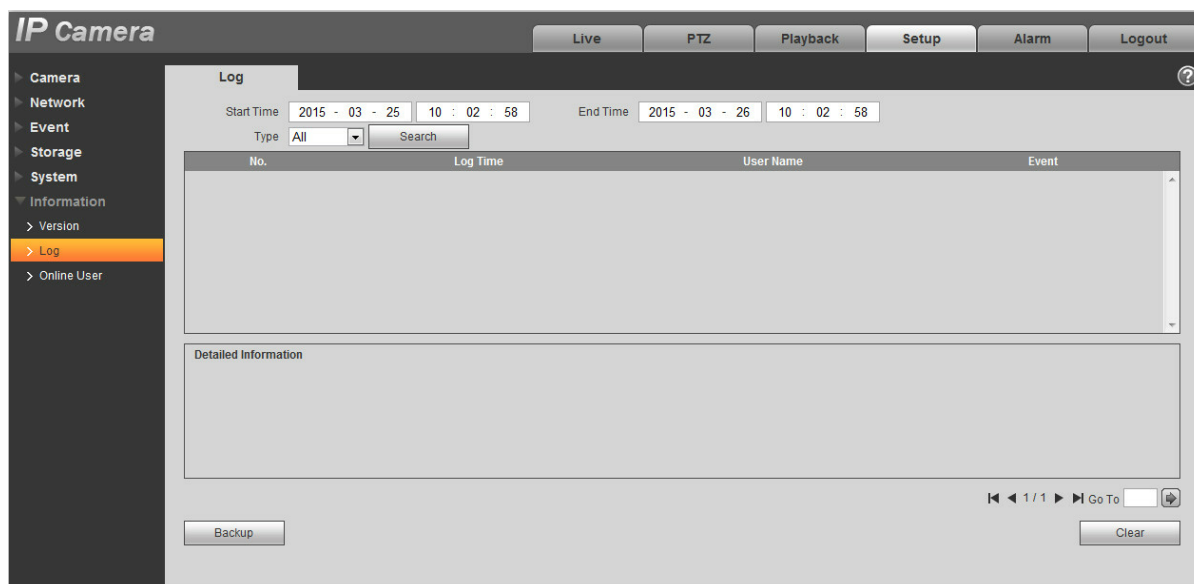 IP Camera
Live PTZ Playback Setup Alarm Logout
Camera
Network
Event
Storage
System
Information
Version
Log
Online User
Log
?
Start Time 2015 - 03 - 25 10 : 02 : 58 End Time 2015 - 03 - 26 10 : 02 : 58
Type All Search
No. Log Time User Name Event
Detailed Information
1 / 1 Go To
Backup Clear